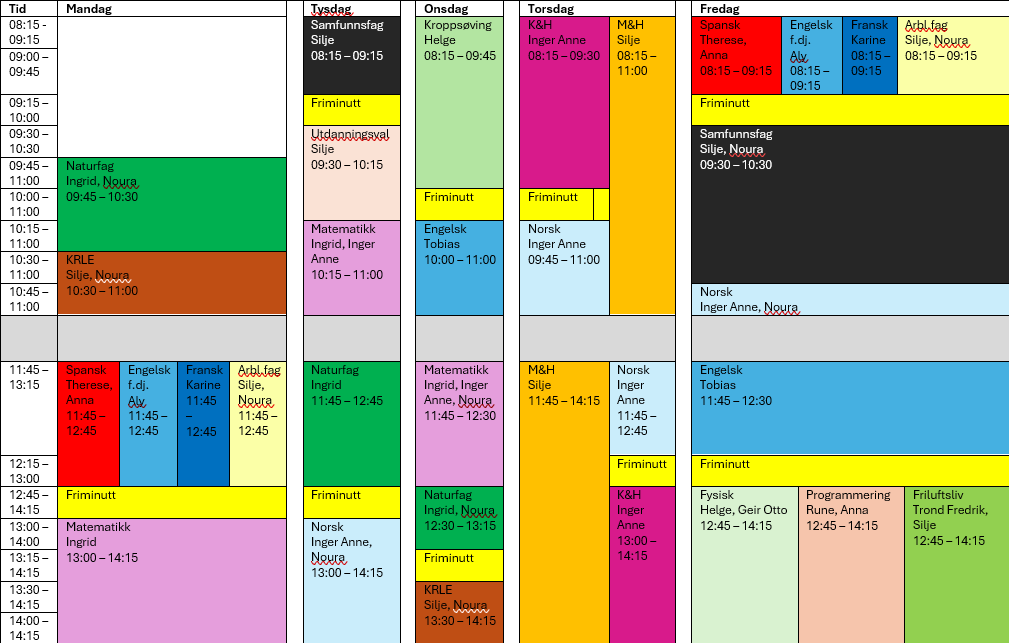 Tid
Mandag
Tysdag
Onsdag
Torsdag
Fredag
08:15 –
09:15
09:00 –
09:45
09:15 –
10:00
09:30 –
10:30
09:45 –
11:00
10:00 –
11:00
10:15 –
11:00
10:30 –
11:00
10:45 –
11:00
11:45 –
13:15
12:15 –
13:00
12:45 –
14:15
13:00 –
14:00
13:15 –
14:15
13:30 –
14:15
14:00 –
14:15
Naturfag
Ingrid, Noura
09:45 – 10:30
KRLE
Silje, Noura
10:30 – 11:00
Spansk
Therese,
Anna
11:45 –
12:45
Engelsk
f.dj.
Alv
11:45 –
12:45
Fransk
Karine
11:45
–
12:45
Arbl.fag
Silje,
Noura
11:45 –
12:45
Friminutt
Matematikk
Ingrid
13:00 – 14:15
Samfunnsfag
Silje
08:15 – 09:15
Friminutt
Utdanningsval
Silje
09:30 – 10:15
Matematikk
Ingrid, Inger
Anne
10:15 – 11:00
Naturfag
Ingrid
11:45 – 12:45
Friminutt
Norsk
Inger Anne,
Noura
13:00 – 14:15
Kroppsøving
Helge
08:15 – 09:45
Friminutt
Engelsk
Tobias
10:00 – 11:00
Matematikk
Ingrid, Inger
Anne, Noura
11:45 – 12:30
Naturfag
Ingrid, Noura
12:30 – 13:15
Friminutt
KRLE
Silje, Noura
13:30 – 14:15
K&H
Inger Anne
08:15 – 09:30
M&H
Silje
08:15 –
11:00
Friminutt
Norsk
Inger Anne
09:45 – 11:00
M&H
Silje
11:45 – 14:15
Norsk
Inger
Anne
11:45 –
12:45
Friminutt
K&H
Inger
Anne
13:00 –
14:15
Spansk
Therese,
Anna
08:15 – 09:15
Engelsk
f.dj.
Alv
08:15 –
09:15
Fransk
Karine
08:15 –
09:15
Arbl.fag
Silje, Noura
08:15 – 09:15
Friminutt
Samfunnsfag
Silje, Noura
09:30 – 10:30
Norsk
Inger Anne, Noura
Engelsk
Tobias
11:45 – 12:30
Friminutt
Fysisk
Helge, Geir Otto
12:45 – 14:15
Programmering
Rune, Anna
12:45 – 14:15
Friluftsliv
Trond Fredrik,
Silje
12:45 – 14:15